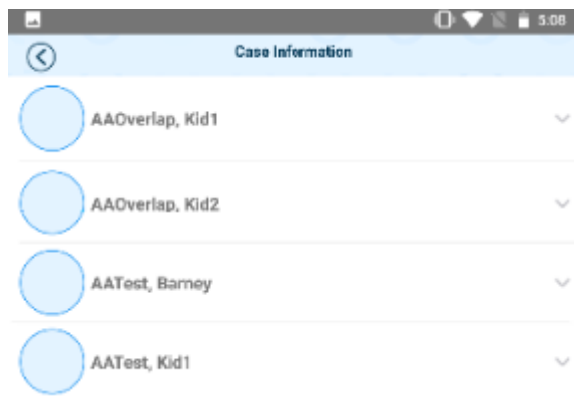 5:08
Case Information
AAOverlap, Kid1
AAOverlap, Kid2
AATest, Barney
AATest, Kid1